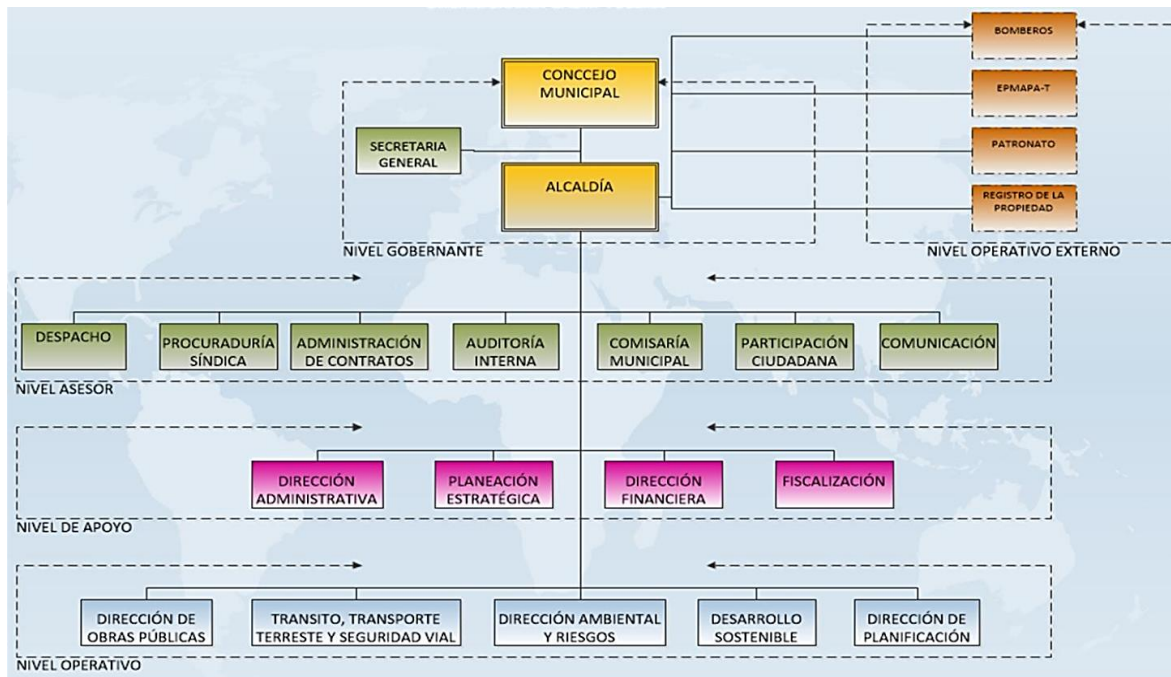 CONCCEJO
MUNICIPAL
SECRETARIA
GENERAL
ALCALDÍA
NIVEL GOBERNANTE
BOMBEROS
EPMAPA-T
PATRONATO
REGISTRO DE LA
PROPIEDAD
NIVEL OPERATIVO EXTERNO
DESPACHO
PROCURADURÍA
SÍNDICA
ADMINISTRACIÓN
DE CONTRATOS
AUDITORÍA
INTERNA
COMISARÍA
MUNICIPAL
PARTICIPACIÓN
CIUDADANA
COMUNICACIÓN
NIVEL ASESOR
DIRECCIÓN
ADMINISTRATIVA
PLANEACIÓN
ESTRATÉGICA
DIRECCIÓN
FINANCIERA
FISCALIZACIÓN
NIVEL DE APOYO
DIRECCIÓN DE
OBRAS PÚBLICAS
TRANSITO, TRANSPORTE
TERRESTE Y SEGURIDAD VIAL
DIRECCIÓN AMBIENTAL
Y RIESGOS
DESARROLLO
SOSTENIBLE
DIRECCIÓN DE
PLANIFICACIÓN
NIVEL OPERATIVO